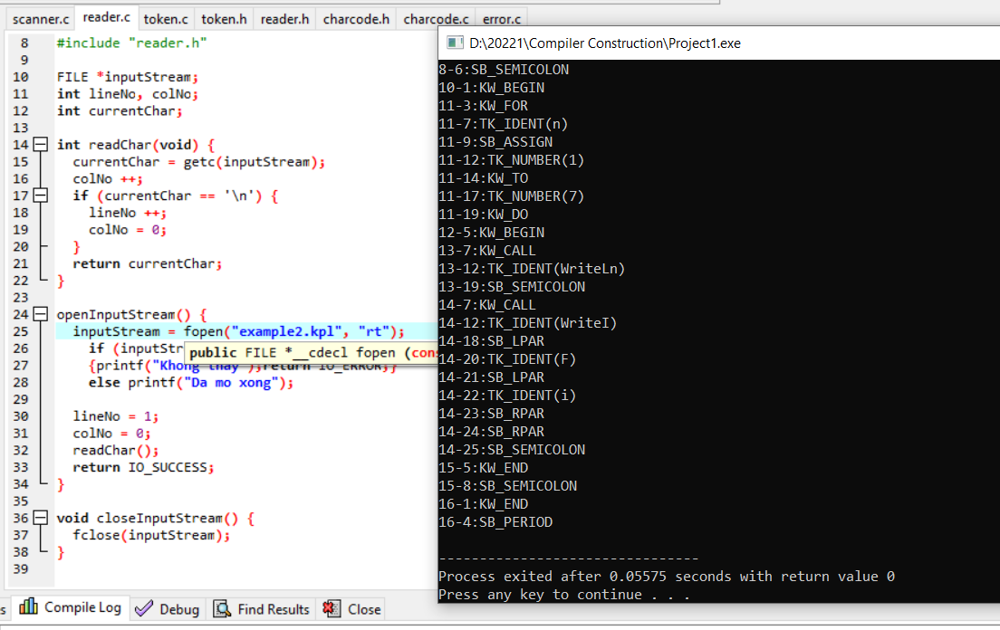 scanner.c reader.c token.c token.h reader.h charcode.h charcode.c error.c
8 #include "reader.h"
9
10 FILE *inputStream;
11 int lineNo, colNo;
12 int currentChar;
13
14 int readChar(void) {
15 currentChar = getc(inputStream);
16 colNo ++;
17 if (currentChar == '\n') {
18 lineNo ++;
19 colNo = 0;
20 }
21 return currentChar;
22 }
23
24 openInputStream() {
25 inputStream = fopen("example2.kpl", "rt");
26 if (inputStr
public FILE *__cdecl fopen (cons
27 {printf("Khong thay");return IO_ERROR;}
28 else printf("Da mo xong");
29
30 lineNo = 1;
31 colNo = 0;
32 readChar();
33 return IO_SUCCESS;
34 }
35
36 void closeInputStream() {
37 fclose(inputStream);
38 }
39
s Compile Log Debug Find Results Close
D:\20221\Compiler Construction\Project1.exe
8-6:SB_SEMICOLON
10-1:KW_BEGIN
11-3:KW_FOR
11-7:TK_IDENT(n)
11-9:SB_ASSIGN
11-12:TK_NUMBER(1)
11-14:KW_TO
11-17:TK_NUMBER(7)
11-19:KW_DO
12-5:KW_BEGIN
13-7:KW_CALL
13-12:TK_IDENT(WriteLn)
13-19:SB_SEMICOLON
14-7:KW_CALL
14-12:TK_IDENT(WriteI)
14-18:SB_LPAR
14-20:TK_IDENT(F)
14-21:SB_LPAR
14-22:TK_IDENT(i)
14-23:SB_RPAR
14-24:SB_RPAR
14-25:SB_SEMICOLON
15-5:KW_END
15-8:SB_SEMICOLON
16-1:KW_END
16-4:SB_PERIOD
--------------------------------
Process exited after 0.05575 seconds with return value 0
Press any key to continue . . .